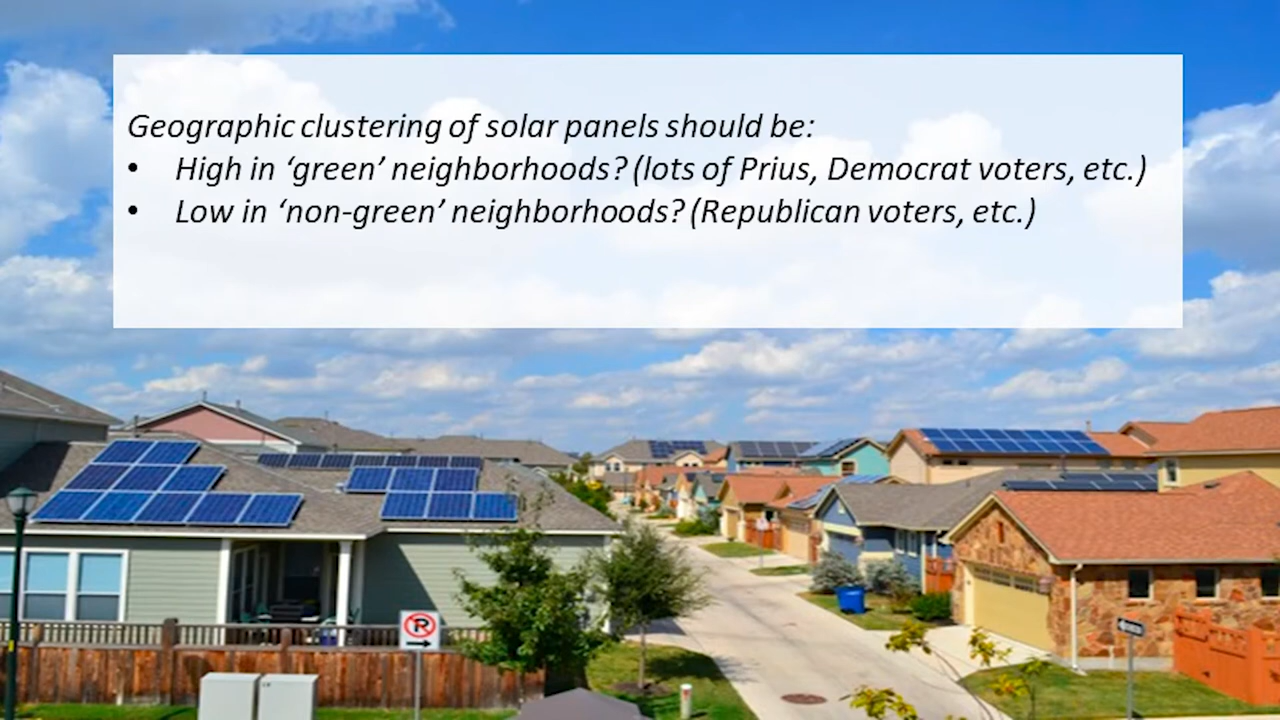 Geographic clustering of solar panels should be:
• High in ‘green’ neighborhoods? (lots of Prius, Democrat voters, etc.)
• Low in ‘non-green’ neighborhoods? (Republican voters, etc.)